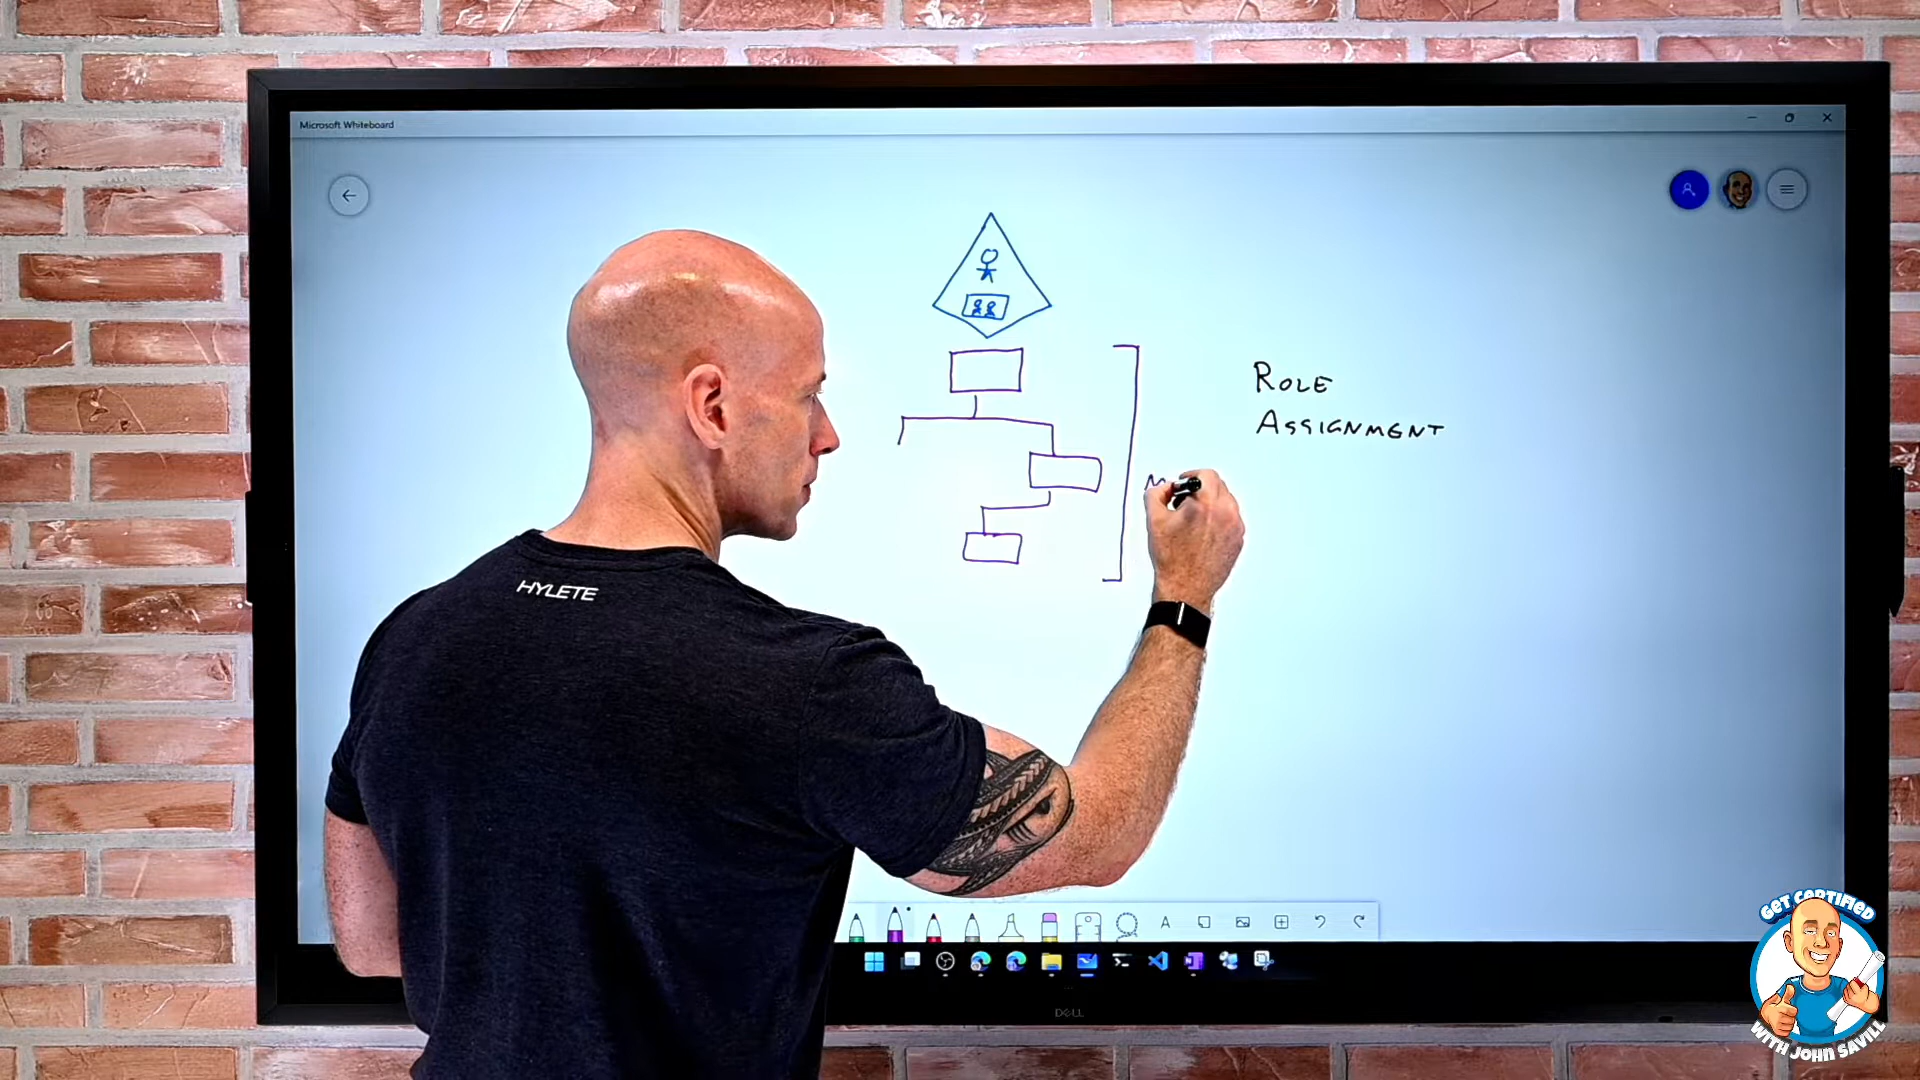 Microsoft Whiteboard
ROLE
ASSIGNMENT
M
HYLETE
A
DELL
GET CERTIFIED
WITH JOHN SAVILL